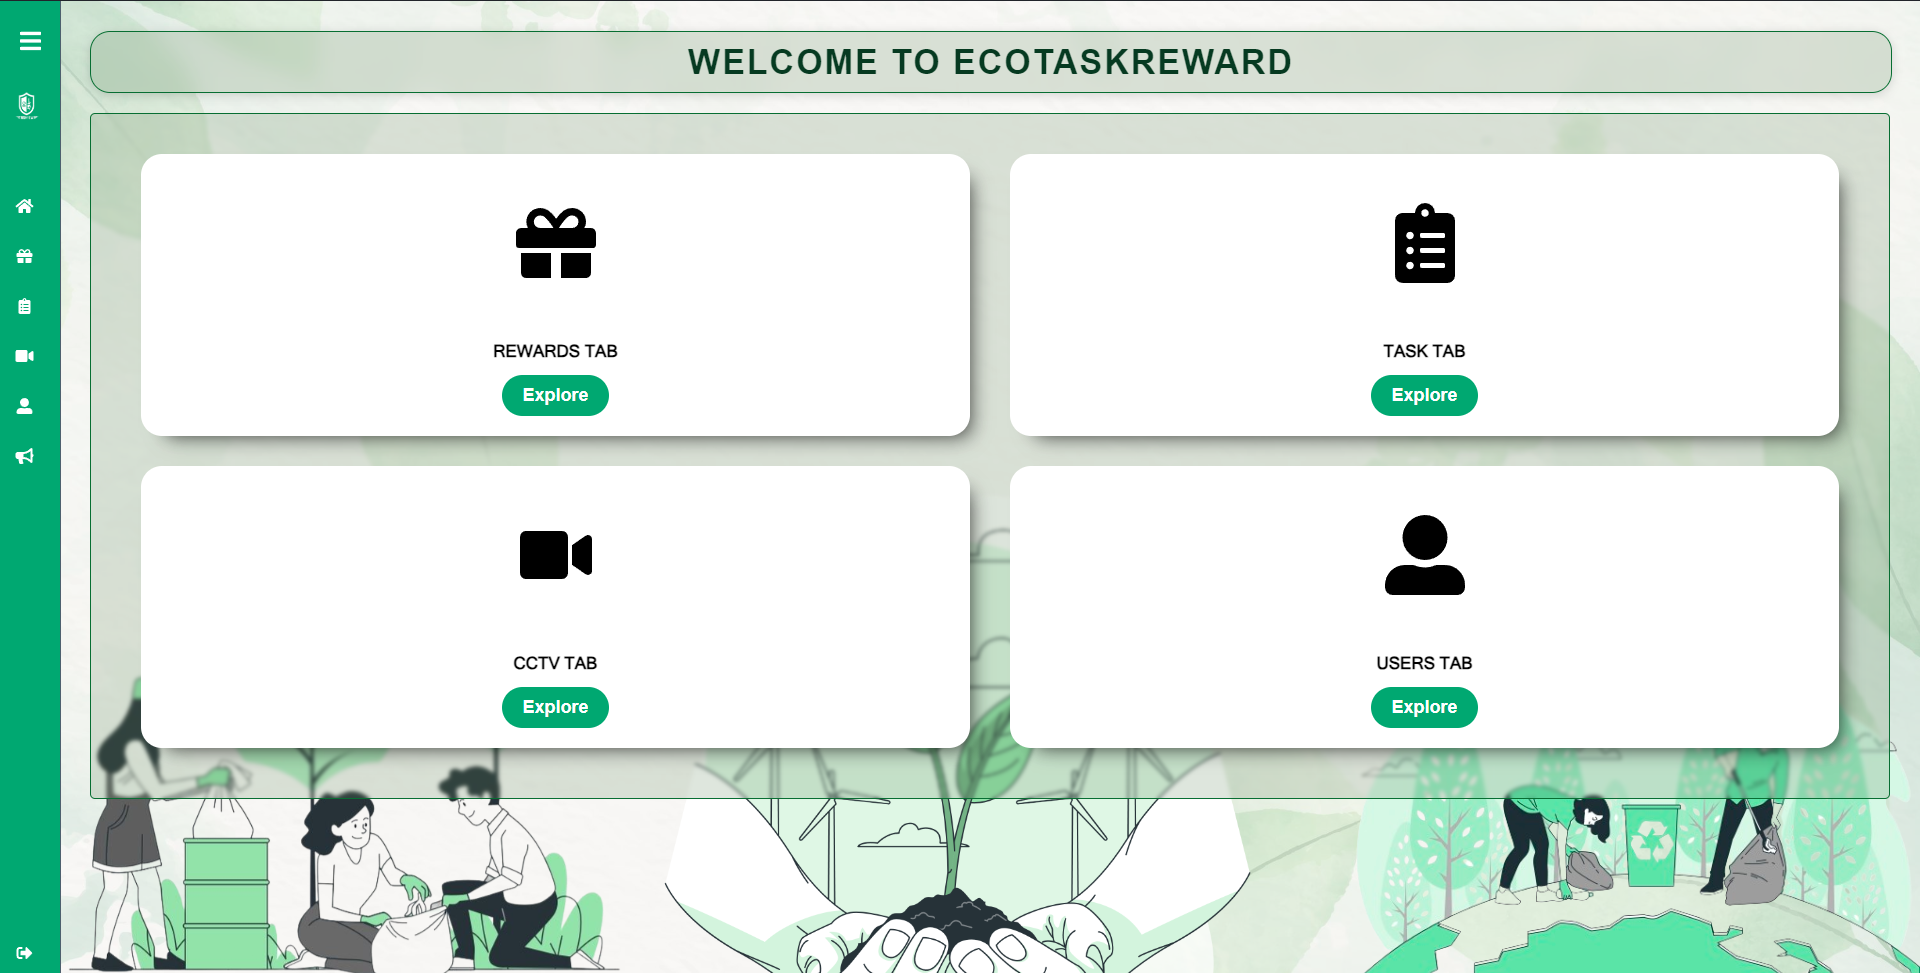 WELCOME TO ECOTASKREWARD
REWARDS TAB
Explore
TASK TAB
Explore
CCTV TAB
Explore
USERS TAB
Explore